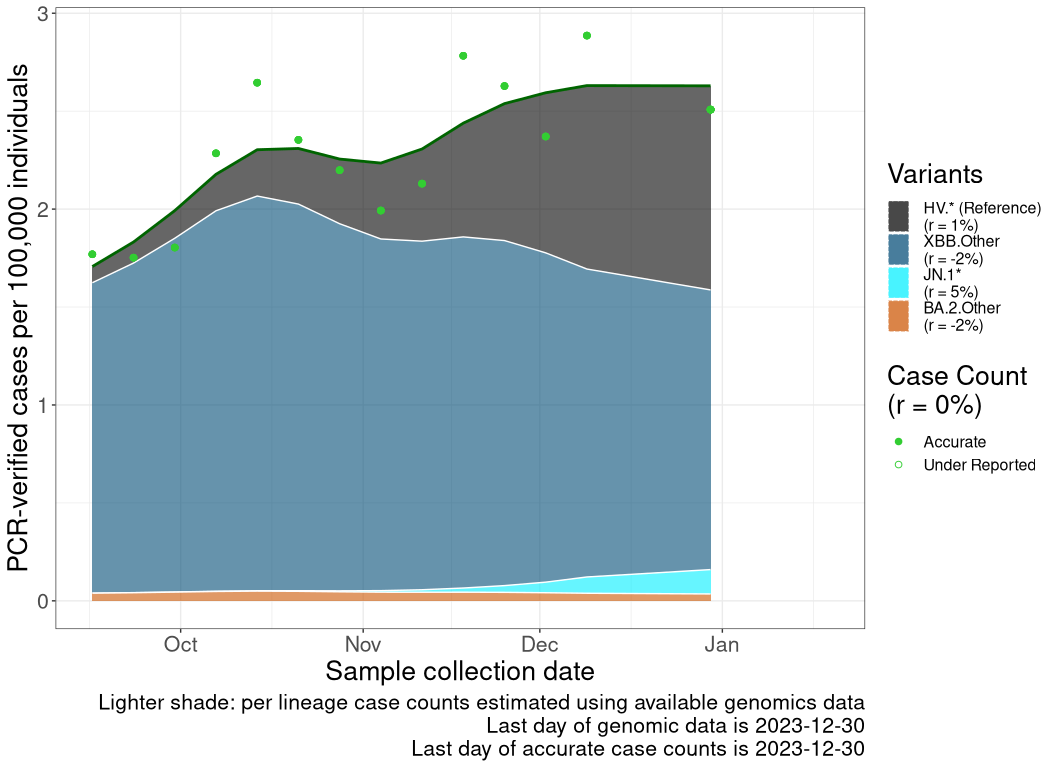 3
2
1
0
PCR-verified cases per 100,000 individuals
Oct
Nov
Dec
Jan
Sample collection date
Lighter shade: per lineage case counts estimated using available genomics data
Last day of genomic data is 2023-12-30
Last day of accurate case counts is 2023-12-30
Variants
HV.* (Reference)
(r = 1%)
XBB.Other
(r = -2%)
JN.1*
(r = 5%)
BA.2.Other
(r = -2%)
Case Count
(r = 0%)
Accurate
Under Reported